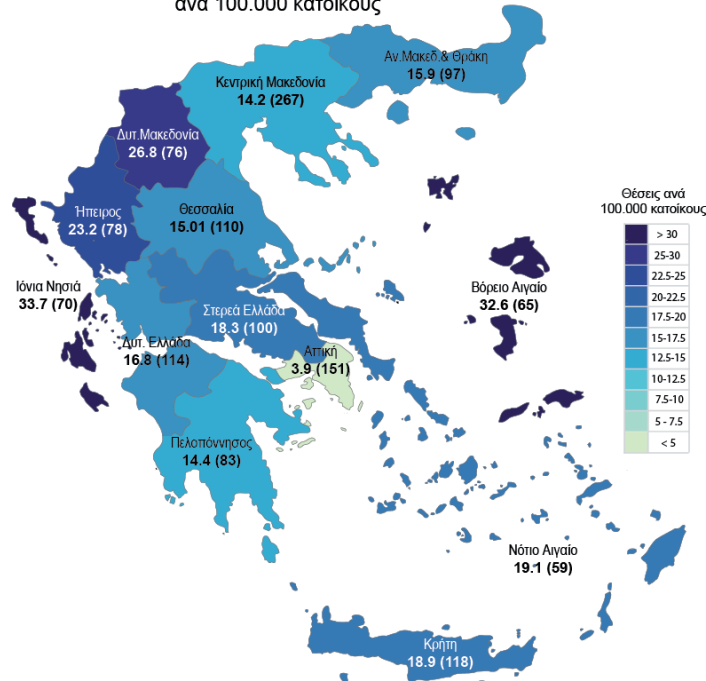 ανά 100.000 κατοίκους
Αν.Μακεδ.& Θράκη
15.9 (97)
Κεντρική Μακεδονία
14.2 (267)
Δυτ.Μακεδονία
26.8 (76)
Ήπειρος
23.2 (78)
Θεσσαλία
15.01 (110)
Θέσεις ανά
100.000 κατοίκους
> 30
25-30
22.5-25
20-22.5
17.5-20
15-17.5
12.5-15
10-12.5
7.5-10
5 - 7.5
< 5
Ιόνια Νησιά
33.7 (70)
Βόρειο Αιγαίο
32.6 (65)
Στερεά Ελλάδα
18.3 (100)
Δυτ. Ελλάδα
16.8 (114)
Αττική
3.9 (151)
Πελοπόννησος
14.4 (83)
Νότιο Αιγαίο
19.1 (59)
Κρήτη
18.9 (118)